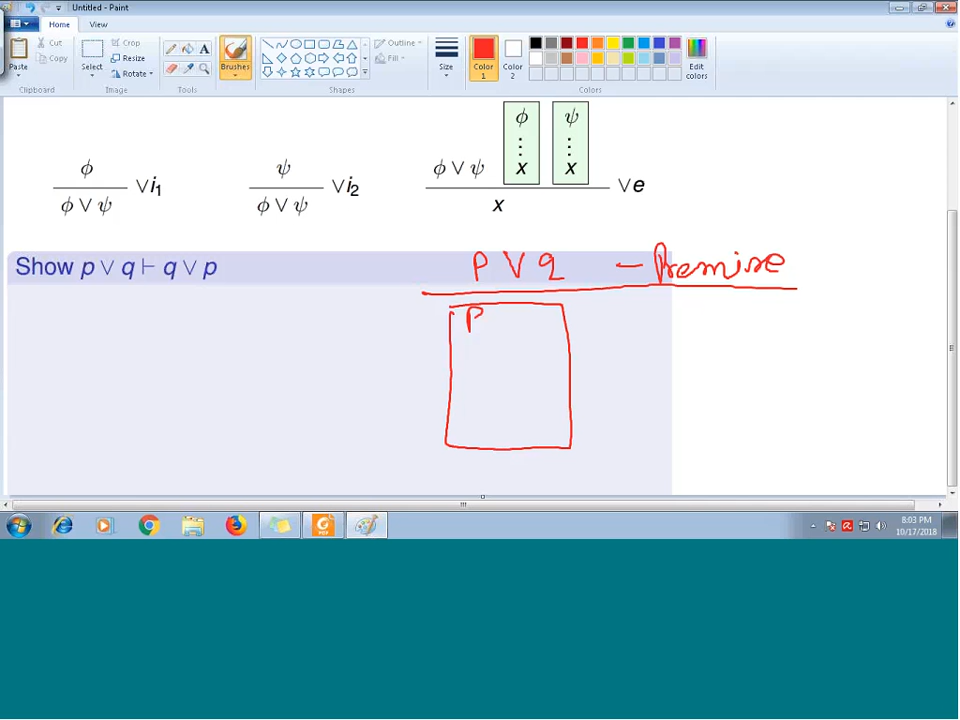 Untitled - Paint
Home View
Cut
Copy
Paste
Clipboard
Crop
Resize
Rotate
Select
Image
Tools
Brushes
Outline
Fill
Shapes
Size
Color 1
Color 2
Edit colors
Colors
ϕ
ϕ ∨ ψ
∨i1
ψ
ϕ ∨ ψ
∨i2
ϕ ∨ ψ
ϕ
⋮
x
ψ
⋮
x
x
∨e
Show p ∨ q ⊢ q ∨ p
P V q – Premise
P
8:03 PM
10/17/2018